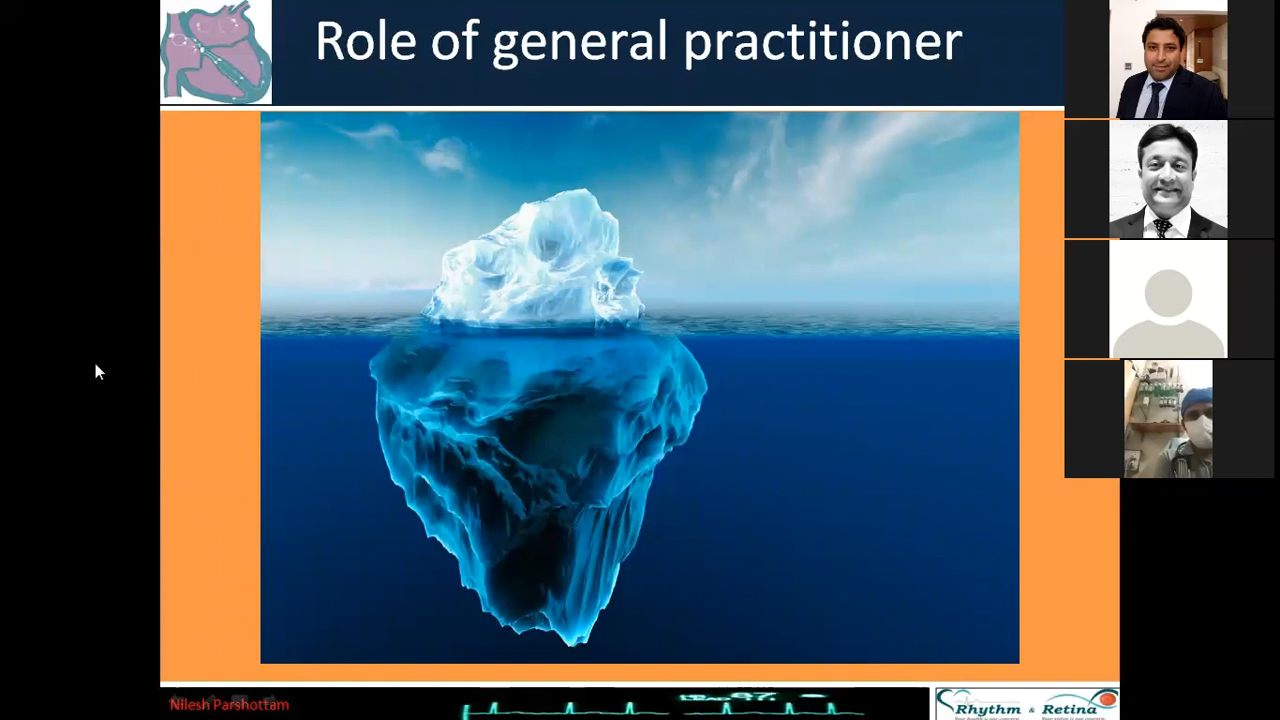 Role of general practitioner
Nilesh Parshottam
Rhythm & Retina